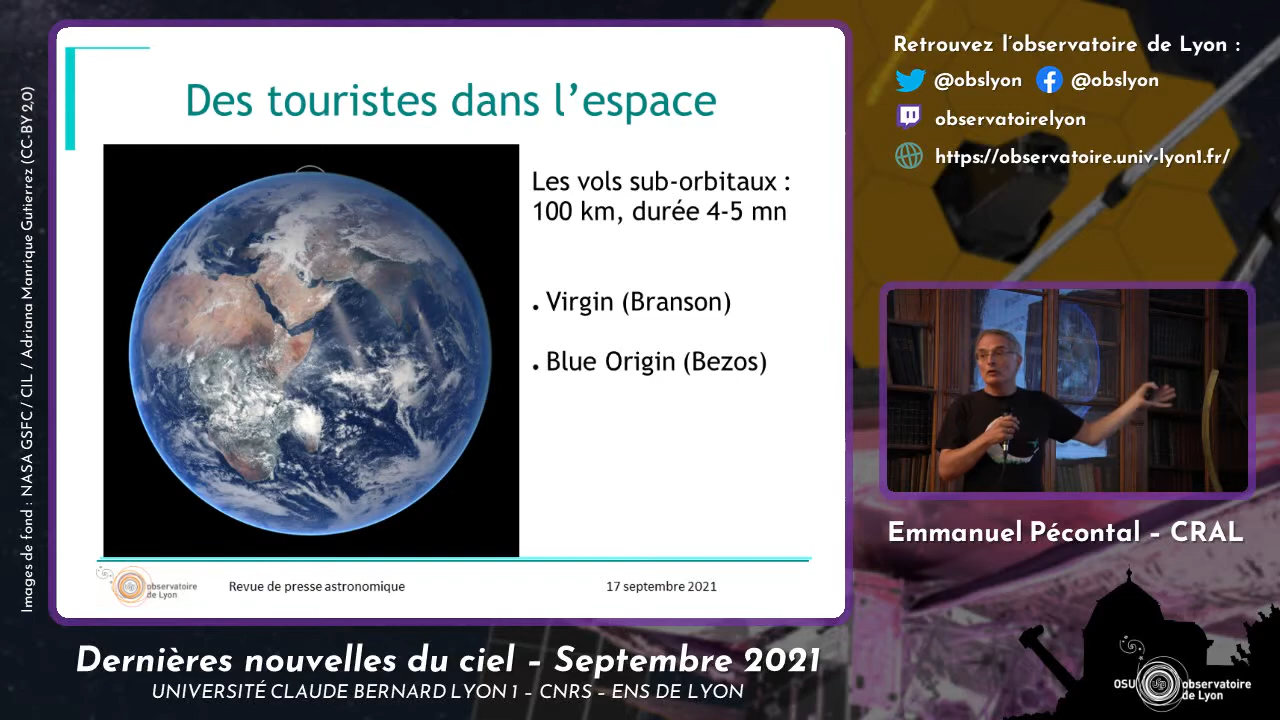 Images de fond : NASA GSFC / CIL / Adriana Manrique Gutierrez (CC-BY 2,0)
Des touristes dans l’espace
Les vols sub-orbitaux :
100 km, durée 4-5 mn
• Virgin (Branson)
• Blue Origin (Bezos)
observatoire
de Lyon
Revue de presse astronomique
17 septembre 2021
Retrouvez l'observatoire de Lyon :
@obslyon @obslyon
observatoirelyon
https://observatoire.univ-lyon1.fr/
Emmanuel Pécontal – CRAL
Dernières nouvelles du ciel – Septembre 2021
UNIVERSITÉ CLAUDE BERNARD LYON 1 – CNRS – ENS DE LYON
OSU observatoire
de Lyon